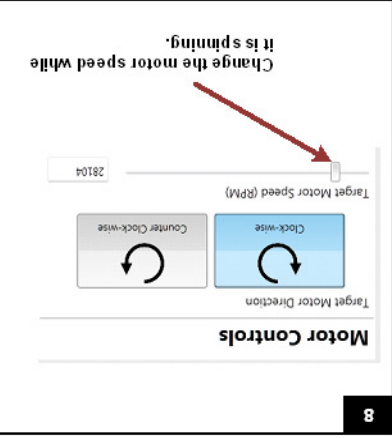 8
Motor Controls
Target Motor Direction
Clock-wise
Counter Clock-wise
Target Motor Speed (RPM)
28104
Change the motor speed while
it is spinning.